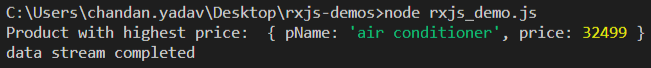 C:\Users\chandan.yadav\Desktop\rxjs-demos>node rxjs_demo.js
Product with highest price:  { pName: 'air conditioner', price: 32499 }
data stream completed